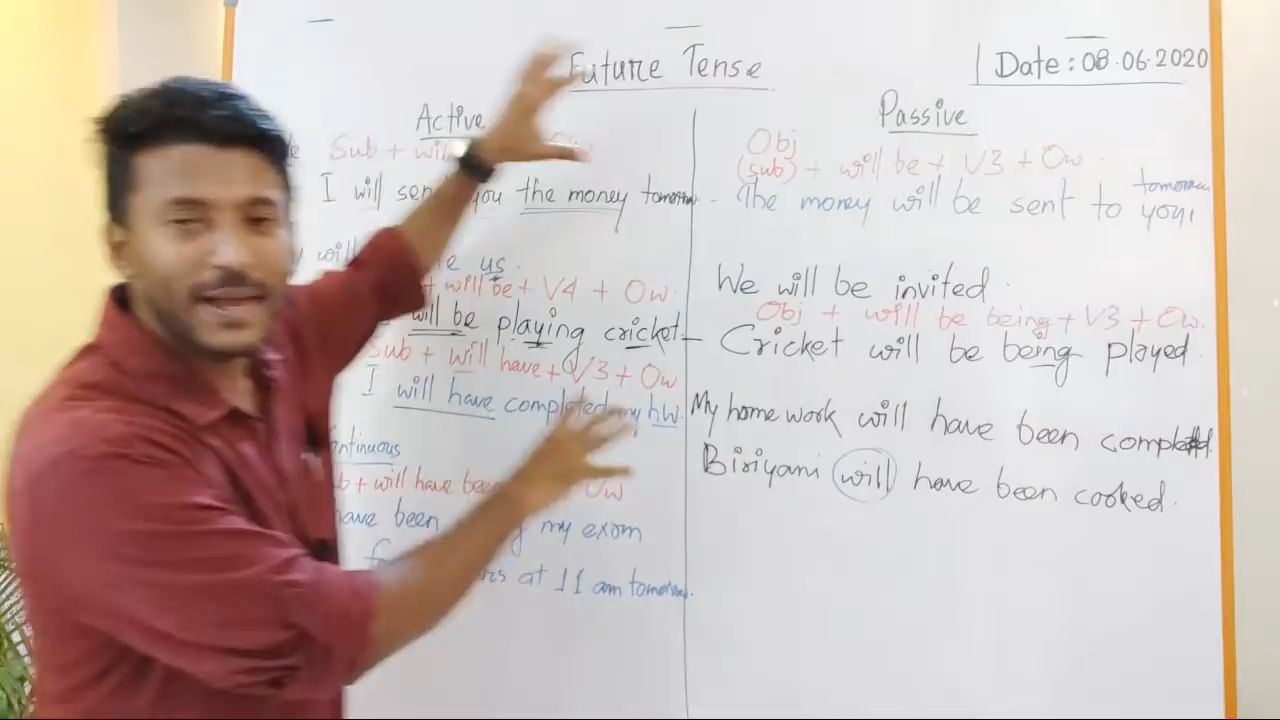 Future Tense
Date: 08.06.2020
Active
Sub + will
I will send you the money tomorrow -
us.
+ will be + V4 + Ow.
will be playing cricket -
Sub + will have + V3 + Ow
I will have completed my hw.
+ will have been Ow
have been my exam
at 11 am tomorrow.
Passive
Obj
(sub) + will be + V3 + Ow.
The money will be sent to you tomorrow
We will be invited.
Obj + will be being + V3 + Ow.
Cricket will be being played.
My home work will have been completed.
Biriyani will have been cooked.